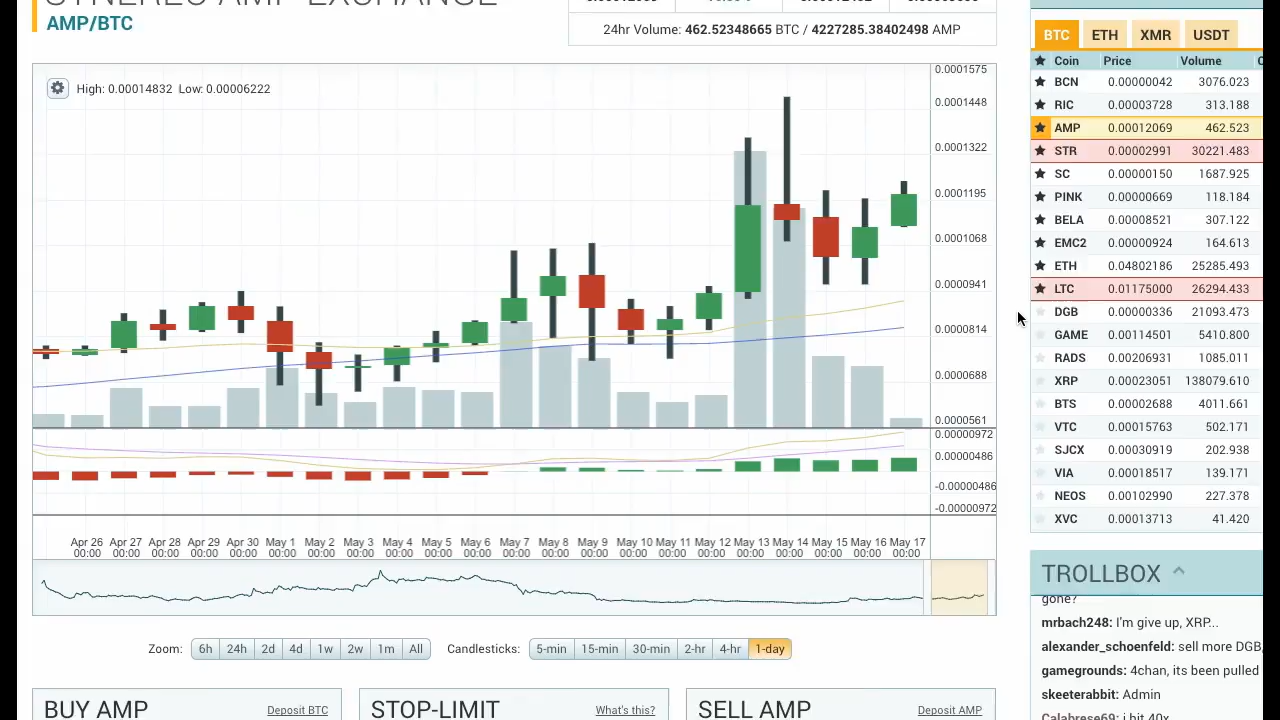 AMP/BTC
24hr Volume: 462.52348665 BTC / 4227285.38402498 AMP
High: 0.00014832 Low: 0.00006222
0.0001575
0.0001448
0.0001322
0.0001195
0.0001068
0.0000941
0.0000814
0.0000688
0.0000561
0.00000972
0.00000486
-0.00000486
-0.00000972
Apr 26 Apr 27 Apr 28 Apr 29 Apr 30 May 1 May 2 May 3 May 4 May 5 May 6 May 7 May 8 May 9 May 10 May 11 May 12 May 13 May 14 May 15 May 16 May 17
00:00 00:00 00:00 00:00 00:00 00:00 00:00 00:00 00:00 00:00 00:00 00:00 00:00 00:00 00:00 00:00 00:00 00:00 00:00 00:00 00:00 00:00
Zoom: 6h 24h 2d 4d 1w 2w 1m All Candlesticks: 5-min 15-min 30-min 2-hr 4-hr 1-day
BUY AMP Deposit BTC
STOP-LIMIT What's this?
SELL AMP Deposit AMP
BTC ETH XMR USDT
Coin Price Volume
BCN 0.00000042 3076.023
RIC 0.00003728 313.188
AMP 0.00012069 462.523
STR 0.00002991 30221.483
SC 0.00000150 1687.925
PINK 0.00000669 118.184
BELA 0.00008521 307.122
EMC2 0.00000924 164.613
ETH 0.04802186 25285.493
LTC 0.01175000 26294.433
DGB 0.00000336 21093.473
GAME 0.00114501 5410.800
RADS 0.00206931 1085.011
XRP 0.00023051 138079.610
BTS 0.00002688 4011.661
VTC 0.00015763 502.171
SJCX 0.00030919 202.938
VIA 0.00018517 139.171
NEOS 0.00102990 227.378
XVC 0.00013713 41.420
TROLLBOX
gone?
mrbach248: I'm give up, XRP...
alexander_schoenfeld: sell more DGB,
gamegrounds: 4chan, its been pulled
skeeterrabbit: Admin
Calabrese69: i bit 40x